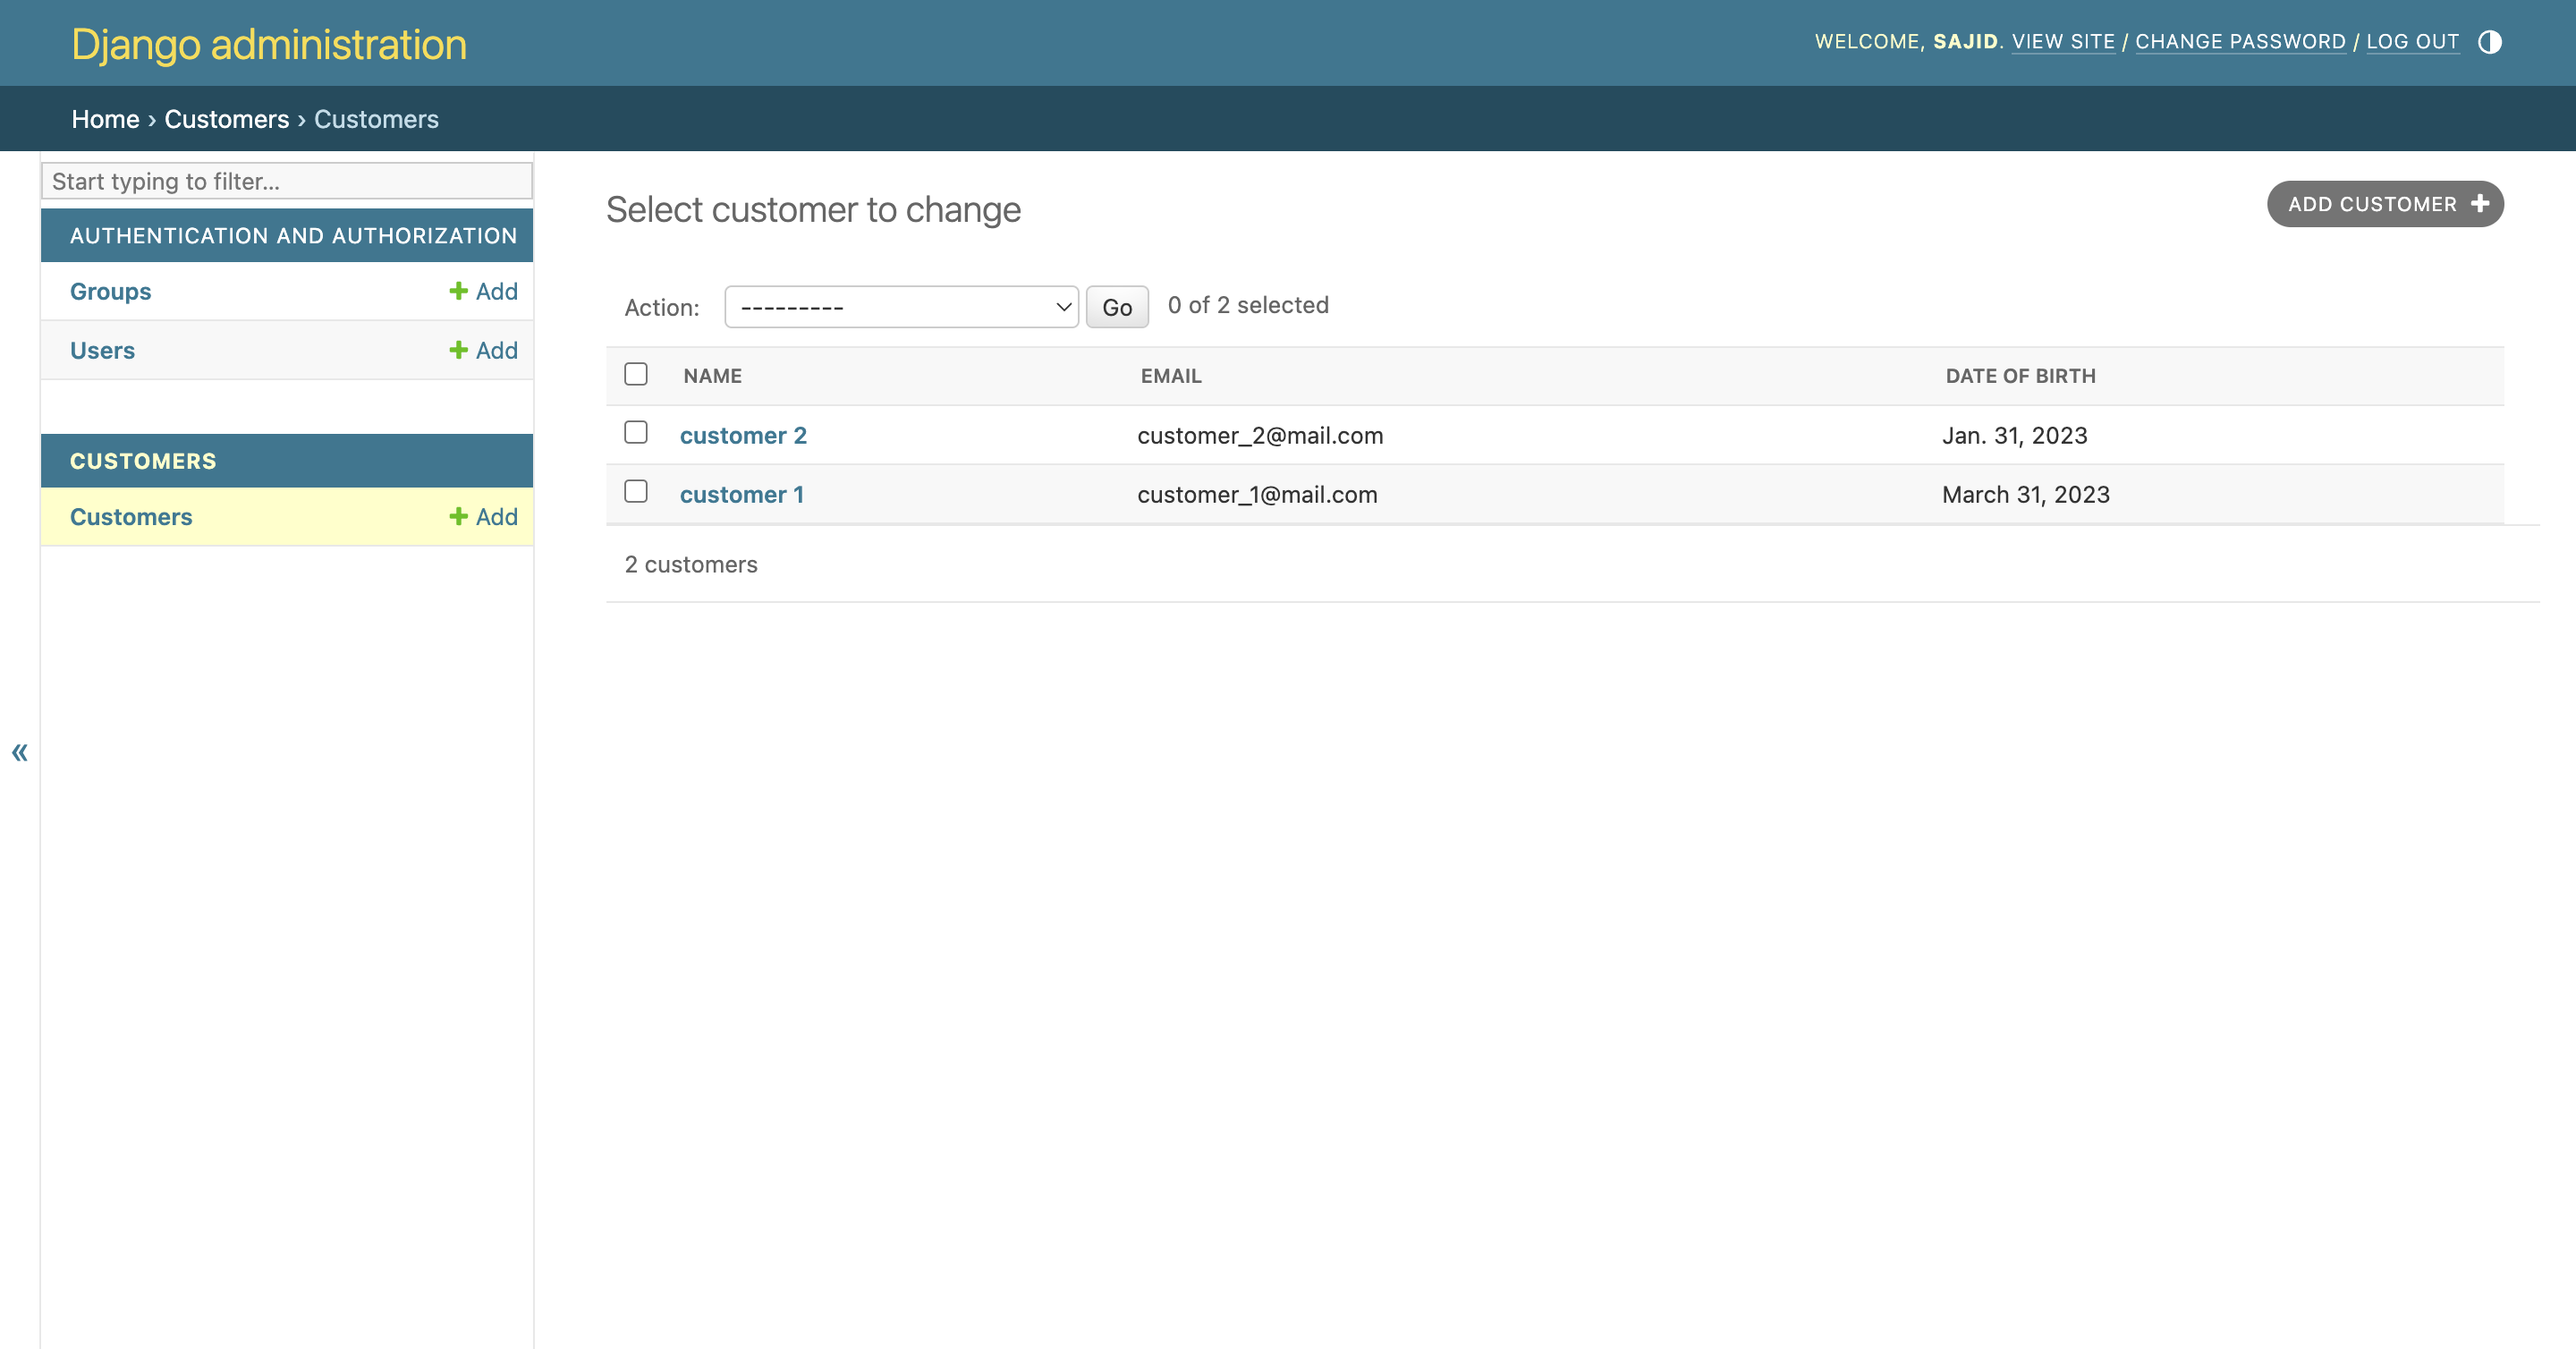 Django administration
WELCOME, SAJID. VIEW SITE / CHANGE PASSWORD / LOG OUT
Home › Customers › Customers
Start typing to filter...
AUTHENTICATION AND AUTHORIZATION
Groups + Add
Users + Add
CUSTOMERS
Customers + Add
«
Select customer to change
ADD CUSTOMER +
Action: --------- Go 0 of 2 selected
NAME EMAIL DATE OF BIRTH
customer 2 customer_2@mail.com Jan. 31, 2023
customer 1 customer_1@mail.com March 31, 2023
2 customers